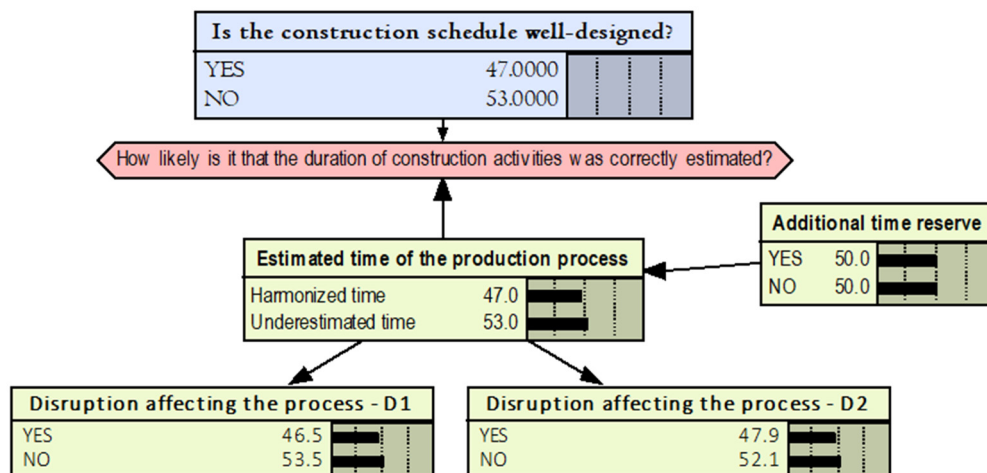 Is the construction schedule well-designed?
YES 47.0000
NO 53.0000
How likely is it that the duration of construction activities was correctly estimated?
Additional time reserve
YES 50.0
NO 50.0
Estimated time of the production process
Harmonized time 47.0
Underestimated time 53.0
Disruption affecting the process - D1
YES 46.5
NO 53.5
Disruption affecting the process - D2
YES 47.9
NO 52.1